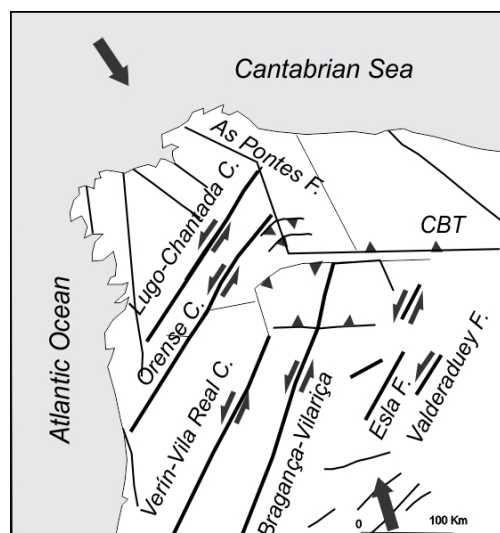 Cantabrian Sea
As Pontes F.
Lugo-Chantada C.
CBT
Orense C.
Atlantic Ocean
Verin-Vila Real C.
Bragança-Vilariça
Esla F.
Valderaduey F.
0 100 Km